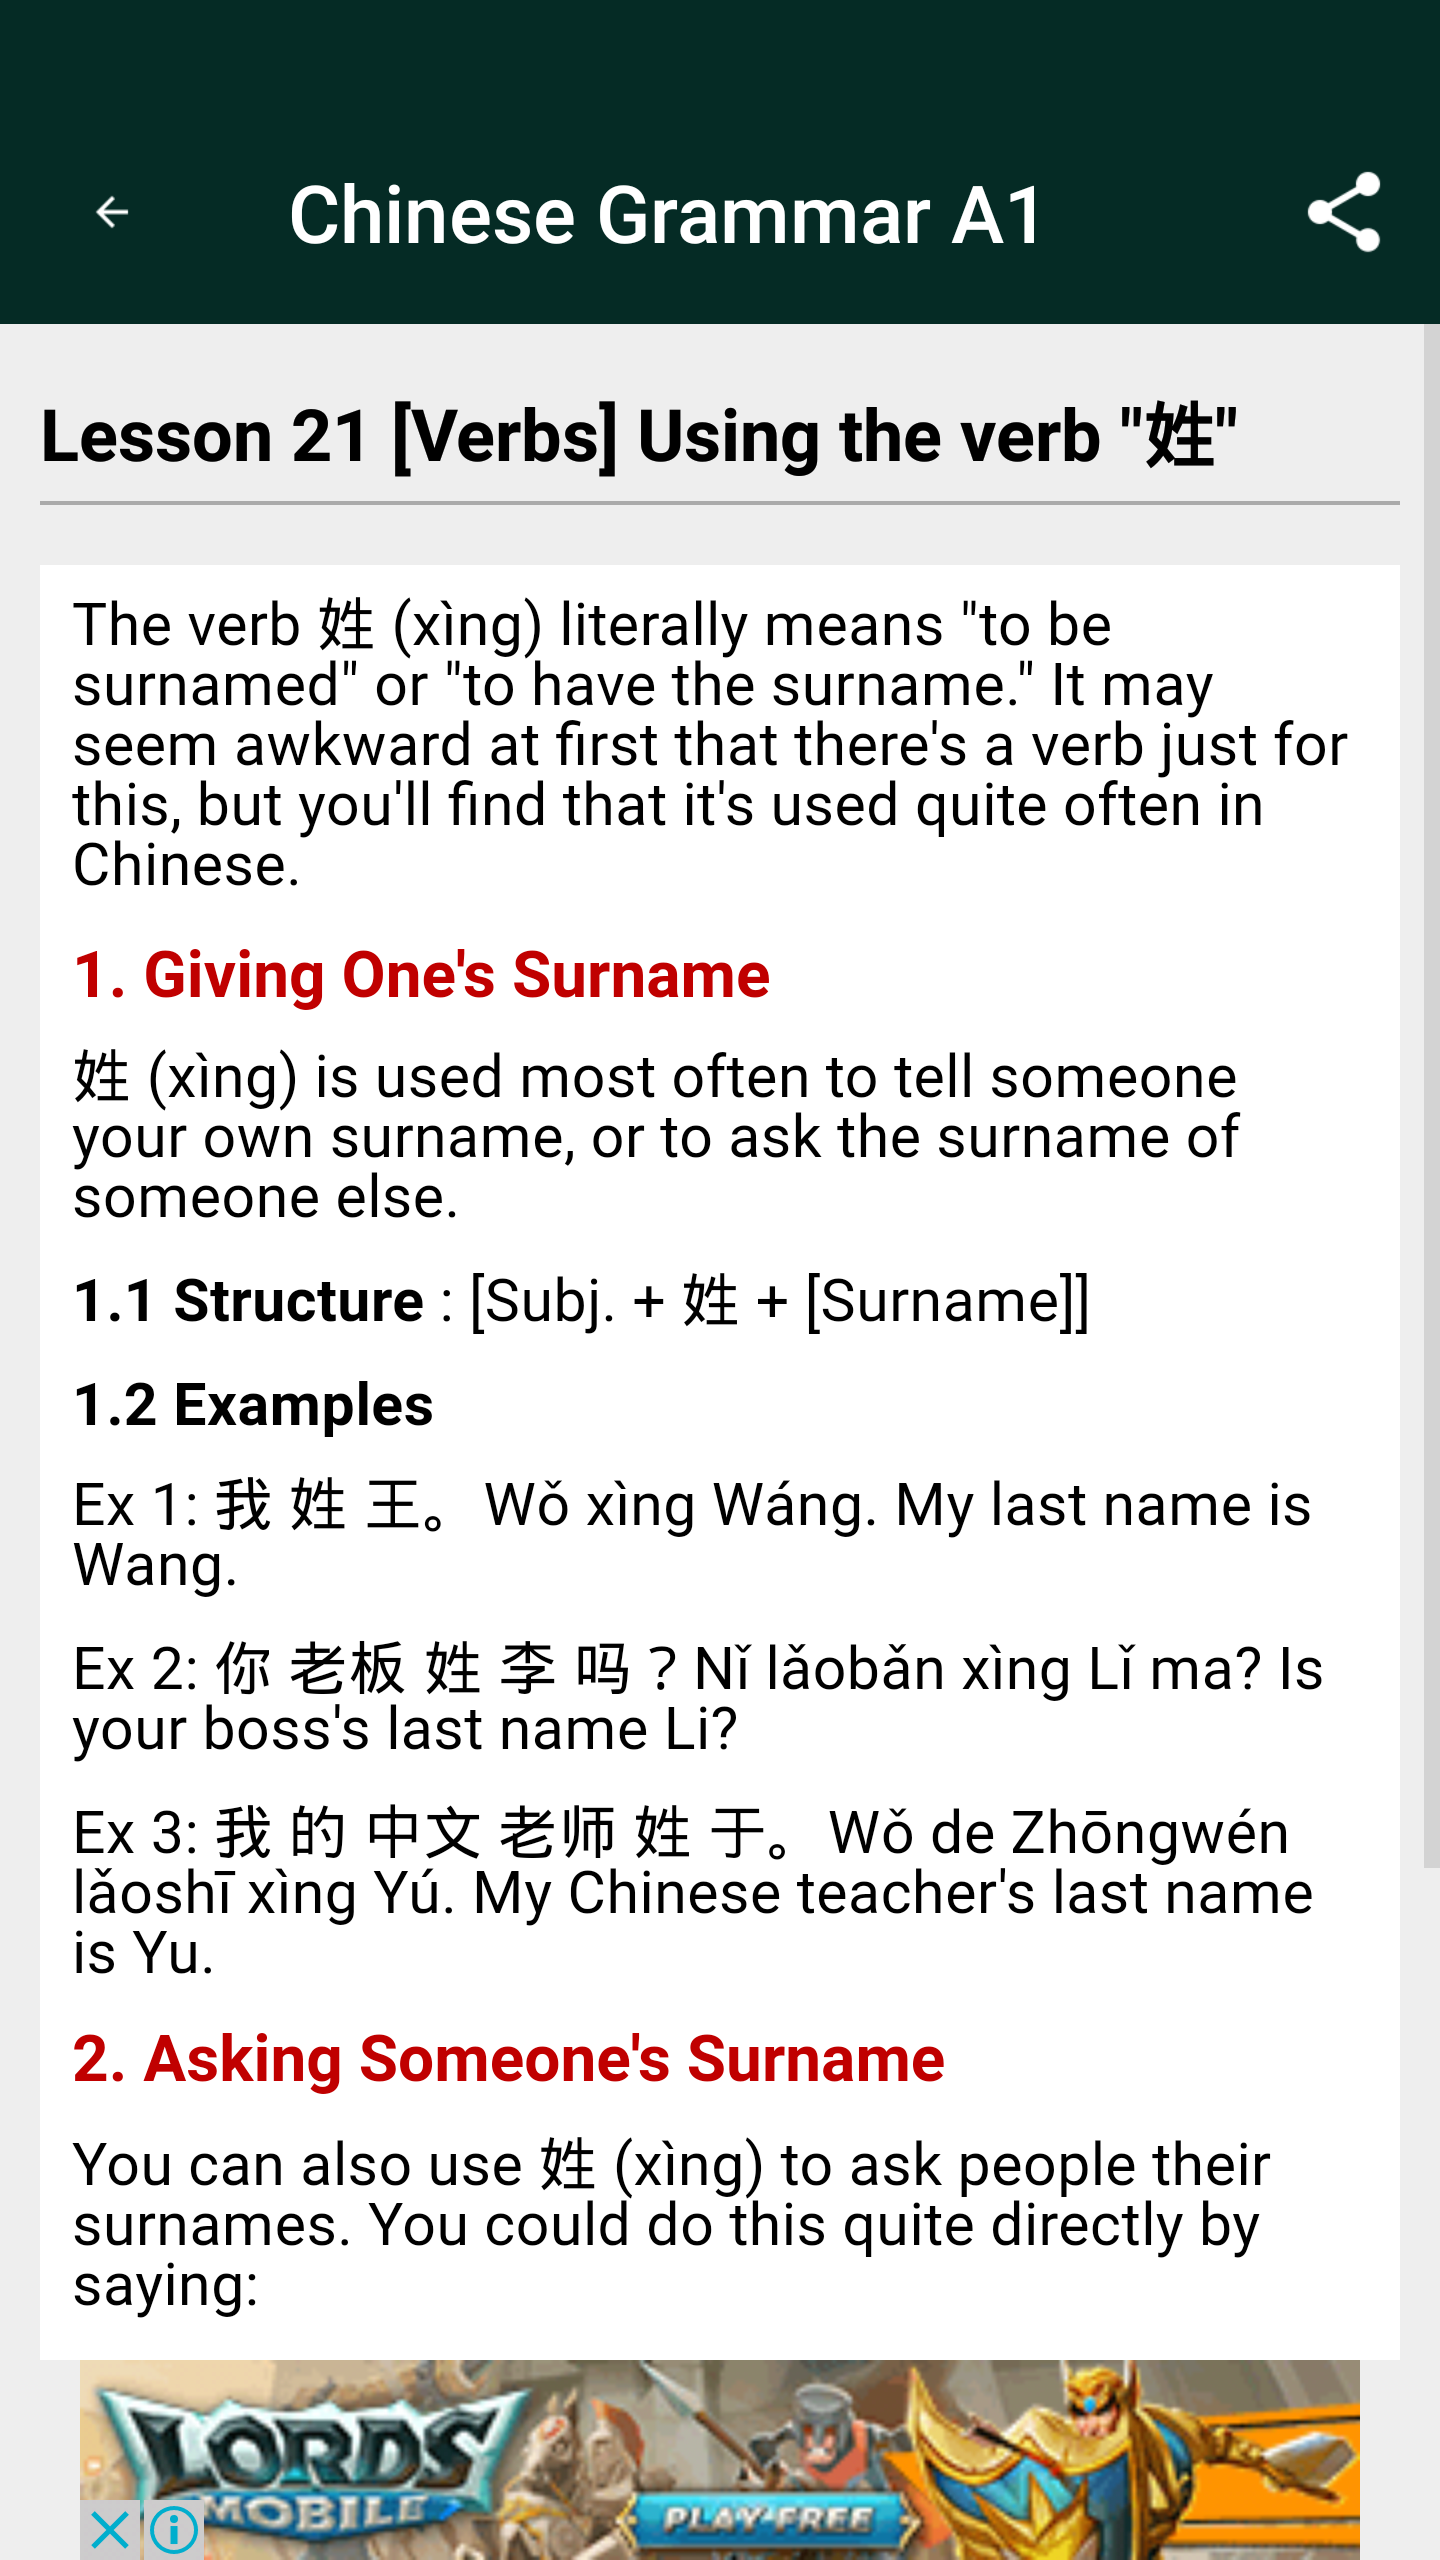 Chinese Grammar A1
Lesson 21 [Verbs] Using the verb "姓"
The verb 姓 (xìng) literally means "to be
surnamed" or "to have the surname." It may
seem awkward at first that there's a verb just for
this, but you'll find that it's used quite often in
Chinese.
1. Giving One's Surname
姓 (xìng) is used most often to tell someone
your own surname, or to ask the surname of
someone else.
1.1 Structure : [Subj. + 姓 + [Surname]]
1.2 Examples
Ex 1: 我 姓 王。Wǒ xìng Wáng. My last name is
Wang.
Ex 2: 你 老板 姓 李 吗 ? Nǐ lǎobǎn xìng Lǐ ma? Is
your boss's last name Li?
Ex 3: 我 的 中文 老师 姓 于。Wǒ de Zhōngwén
lǎoshī xìng Yú. My Chinese teacher's last name
is Yu.
2. Asking Someone's Surname
You can also use 姓 (xìng) to ask people their
surnames. You could do this quite directly by
saying:
LORDS
MOBILE
PLAY FREE